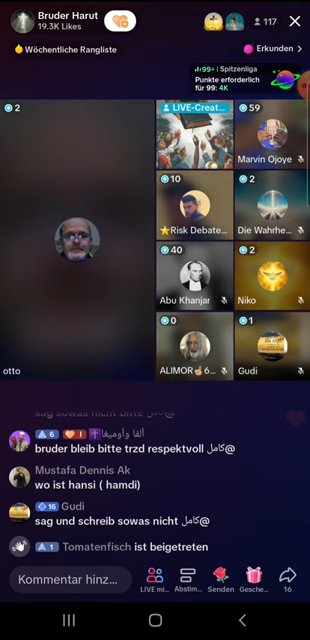 Bruder Harut
19.3K Likes
117
Wöchentliche Rangliste
Erkunden >
99+ | Spitzenliga
Punkte erforderlich
für 99: 4K
2
LIVE-Creat...
59
Marvin Ojoye
10
Risk Debate...
2
Die Wahrhe...
40
Abu Khanjar
2
Niko
otto
0
ALIMOR☝6...
1
Gudi
sag sowas nicht bitte كامل@
6 1 ألفا وأوميغا
bruder bleib bitte trzd respektvoll كامل@
Mustafa Dennis Ak
wo ist hansi ( hamdi)
16 Gudi
sag und schreib sowas nicht كامل@
1 Tomatenfisch ist beigetreten
Kommentar hinz...
LIVE mi...
Abstim...
Senden
Gesche...
16